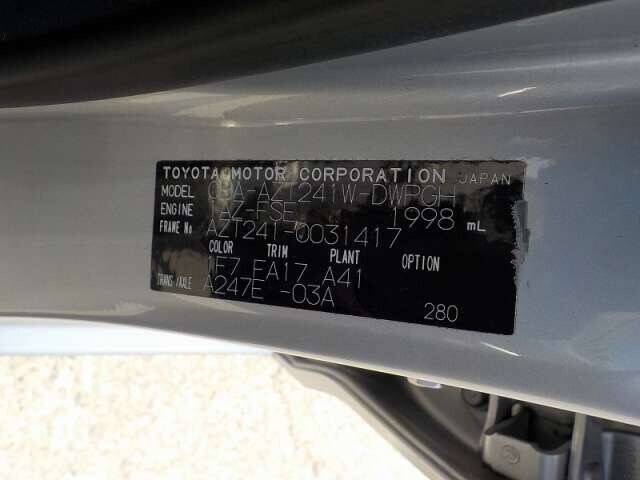 TOYOTA MOTOR CORPORATION JAPAN
MODEL CBA-AZT241W-DWPGH
ENGINE 1AZ-FSE 1998 mL
FRAME No AZT241-0031417
COLOR TRIM PLANT OPTION
1F7 FA17 A41
TRANS/AXLE A247E -03A
280